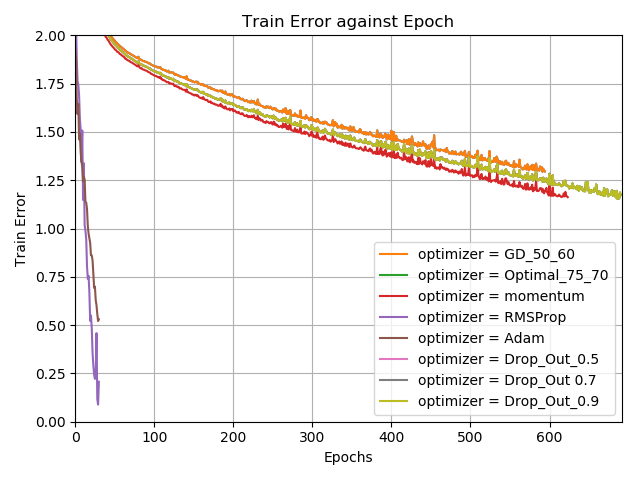 Train Error against Epoch
2.00
1.75
1.50
1.25
1.00
0.75
0.50
0.25
0.00
Train Error
optimizer = GD_50_60
optimizer = Optimal_75_70
optimizer = momentum
optimizer = RMSProp
optimizer = Adam
optimizer = Drop_Out_0.5
optimizer = Drop_Out 0.7
optimizer = Drop_Out_0.9
0 100 200 300 400 500 600
Epochs